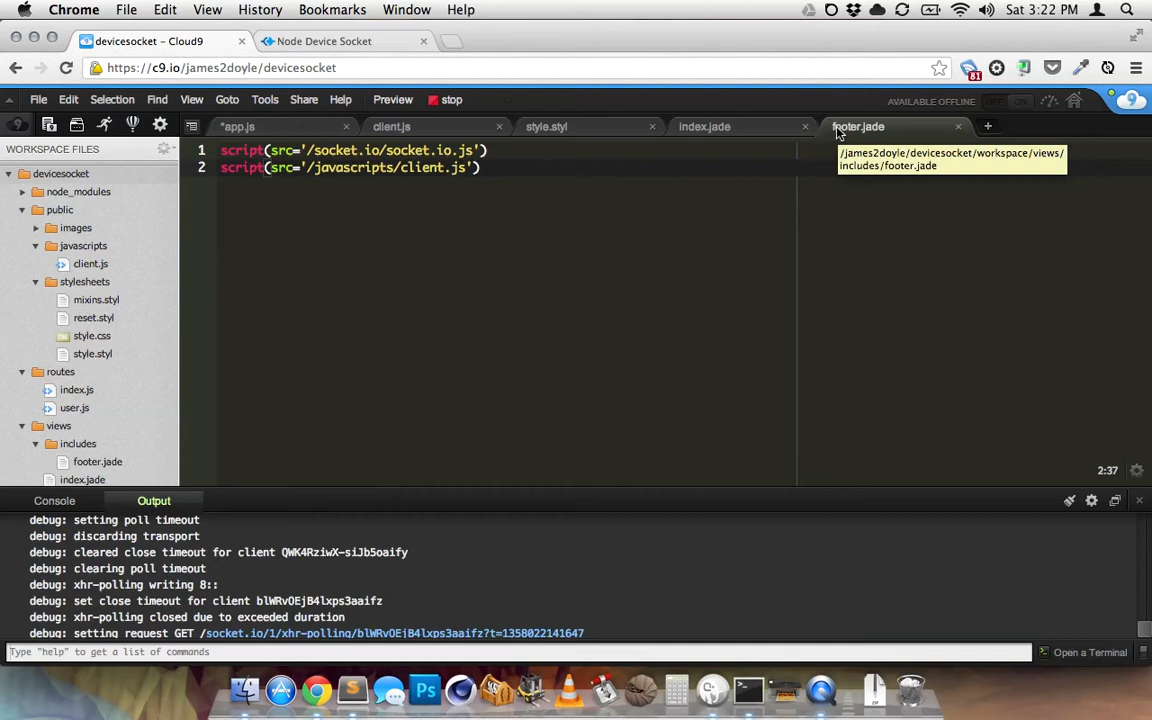 Chrome File Edit View History Bookmarks Window Help Sat 3:22 PM
devicesocket – Cloud9 Node Device Socket
https://c9.io/james2doyle/devicesocket 81
File Edit Selection Find View Goto Tools Share Help Preview stop AVAILABLE OFFLINE OFF ON 9
*app.js client.js style.styl index.jade footer.jade
WORKSPACE FILES
devicesocket
node_modules
public
images
javascripts
client.js
stylesheets
mixins.styl
reset.styl
style.css
style.styl
routes
index.js
user.js
views
includes
footer.jade
index.jade
1 script(src='/socket.io/socket.io.js')
2 script(src='/javascripts/client.js')
/james2doyle/devicesocket/workspace/views/
includes/footer.jade
2:37
Console Output
debug: setting poll timeout
debug: discarding transport
debug: cleared close timeout for client QWK4RziwX-siJb5oaify
debug: clearing poll timeout
debug: xhr-polling writing 8::
debug: set close timeout for client blWRvOEjB4lxps3aaifz
debug: xhr-polling closed due to exceeded duration
debug: setting request GET /socket.io/1/xhr-polling/blWRvOEjB4lxps3aaifz?t=1358022141647
Type "help" to get a list of commands Open a Terminal
Ps
ZIP